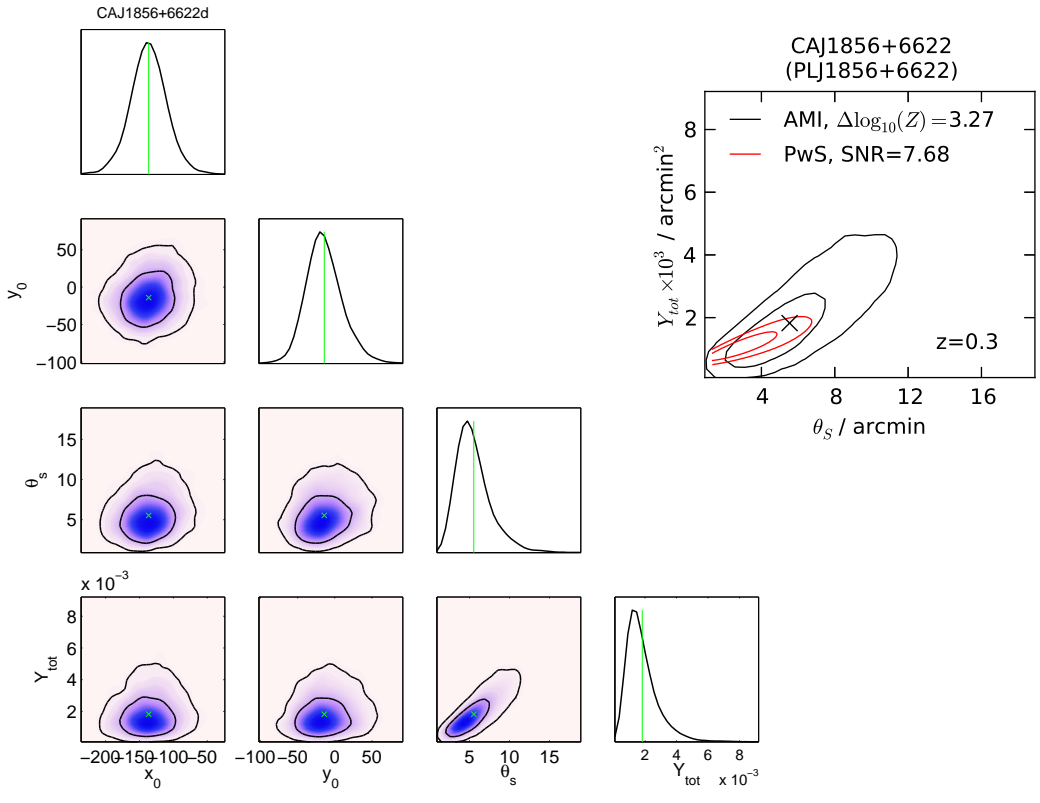 CAJ1856+6622d
50
0
−50
−100
y0
15
10
5
θs
x 10−3
8
6
4
2
Ytot
−200 −150 −100 −50
x0
−100 −50 0 50
y0
5 10 15
θs
2 4 6 8
Ytot x 10−3
CAJ1856+6622
(PLJ1856+6622)
AMI, Δlog10(Z)=3.27
PwS, SNR=7.68
8
6
4
2
Ytot ×10³ / arcmin²
z=0.3
4 8 12 16
θS / arcmin